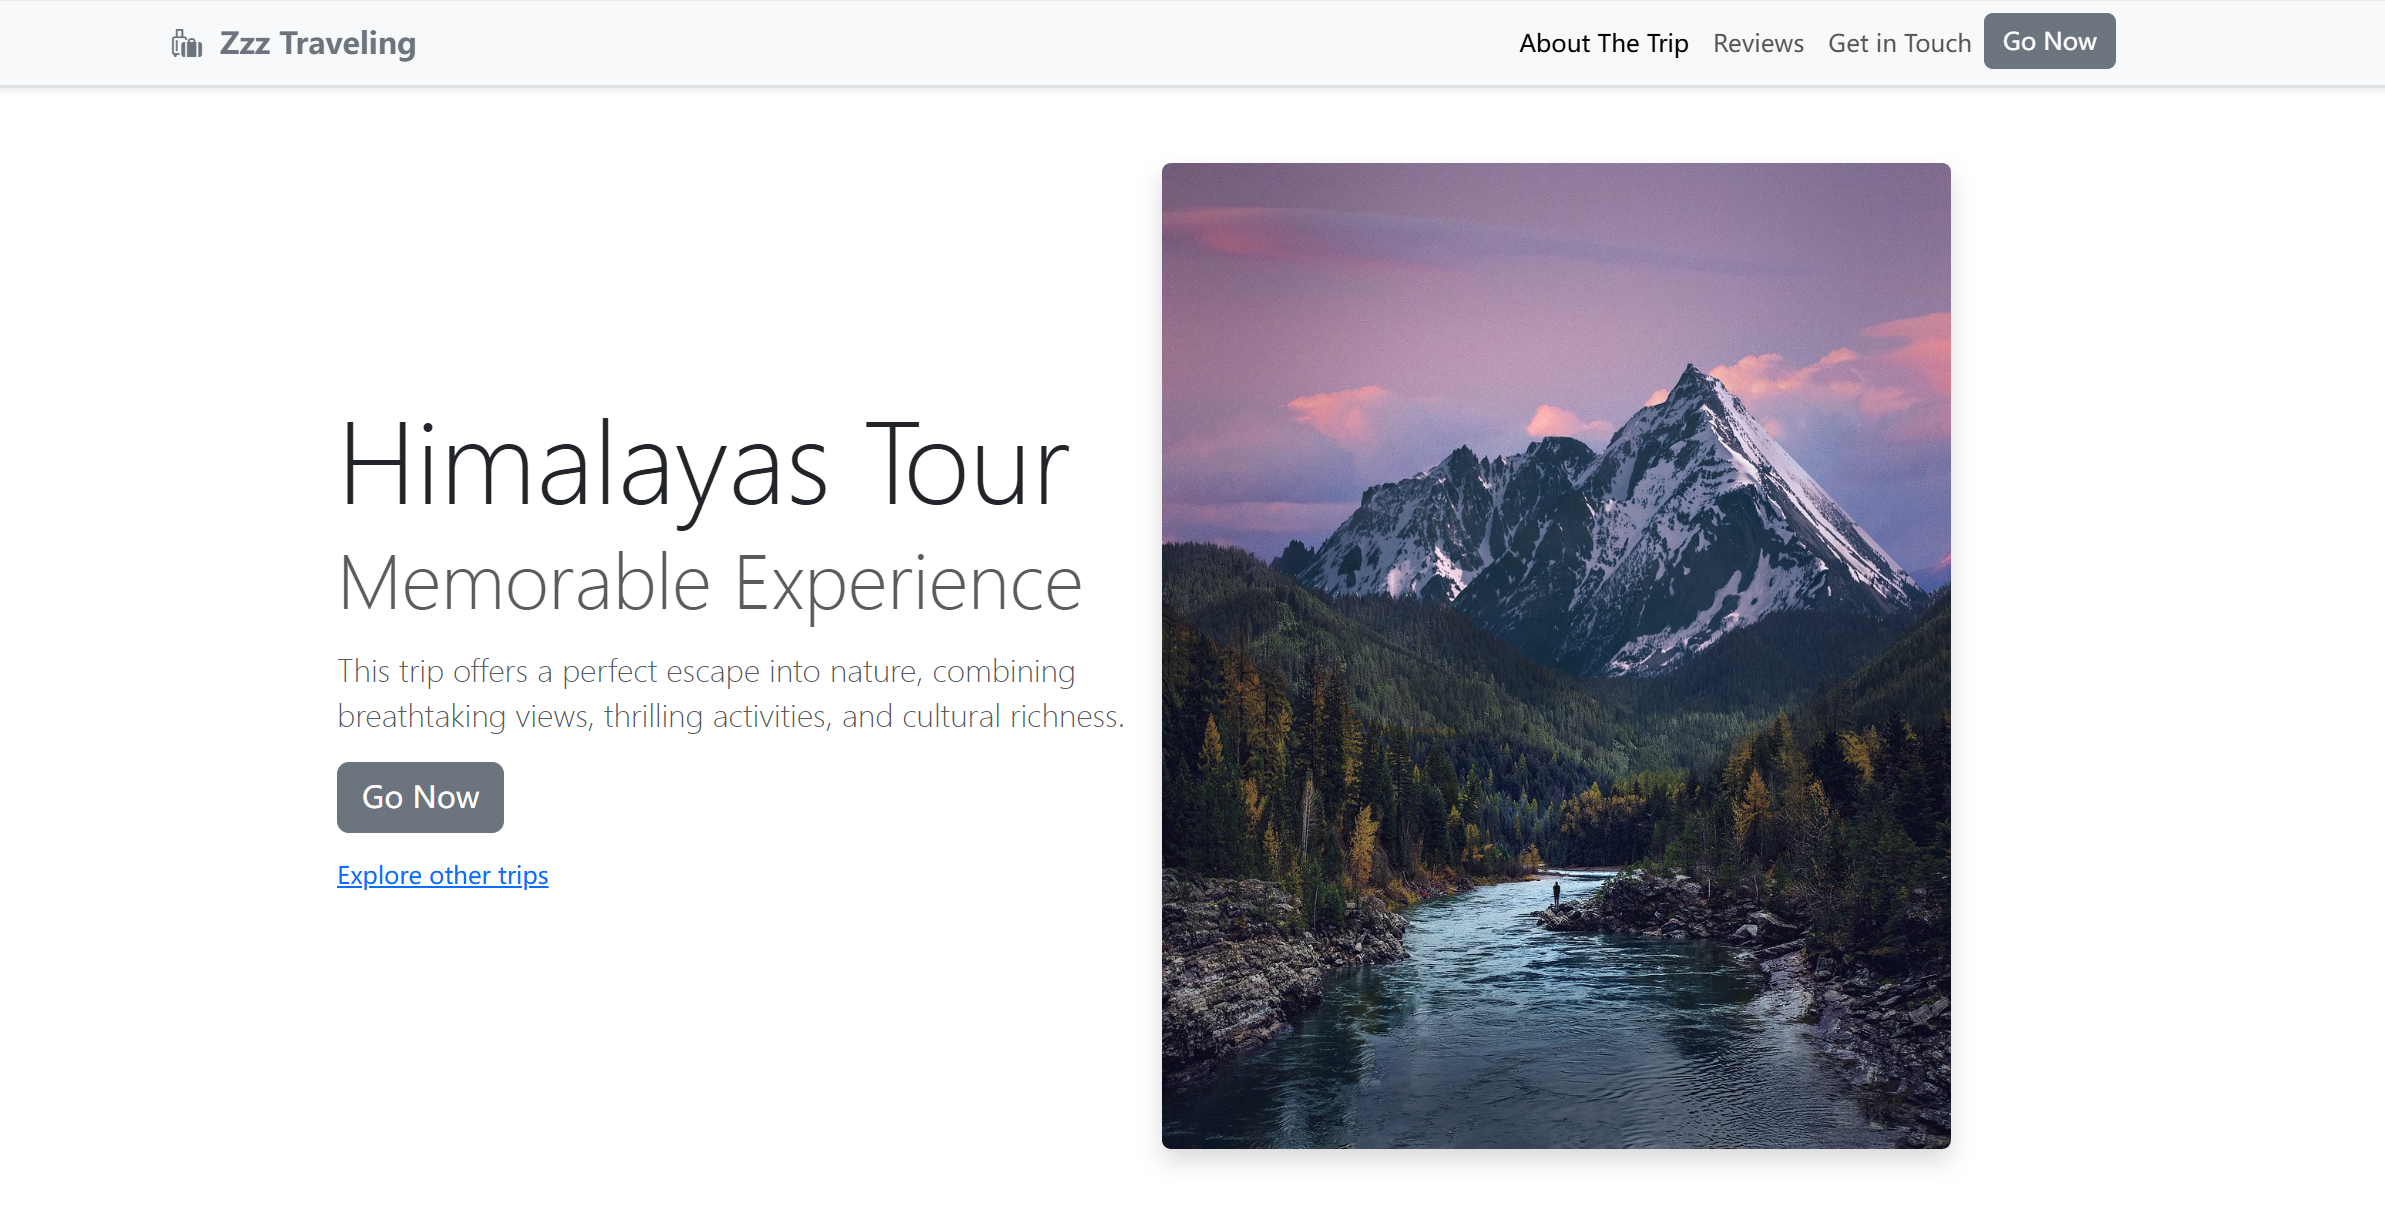 Zzz Traveling
About The Trip
Reviews
Get in Touch
Go Now
Himalayas Tour
Memorable Experience
This trip offers a perfect escape into nature, combining
breathtaking views, thrilling activities, and cultural richness.
Go Now
Explore other trips